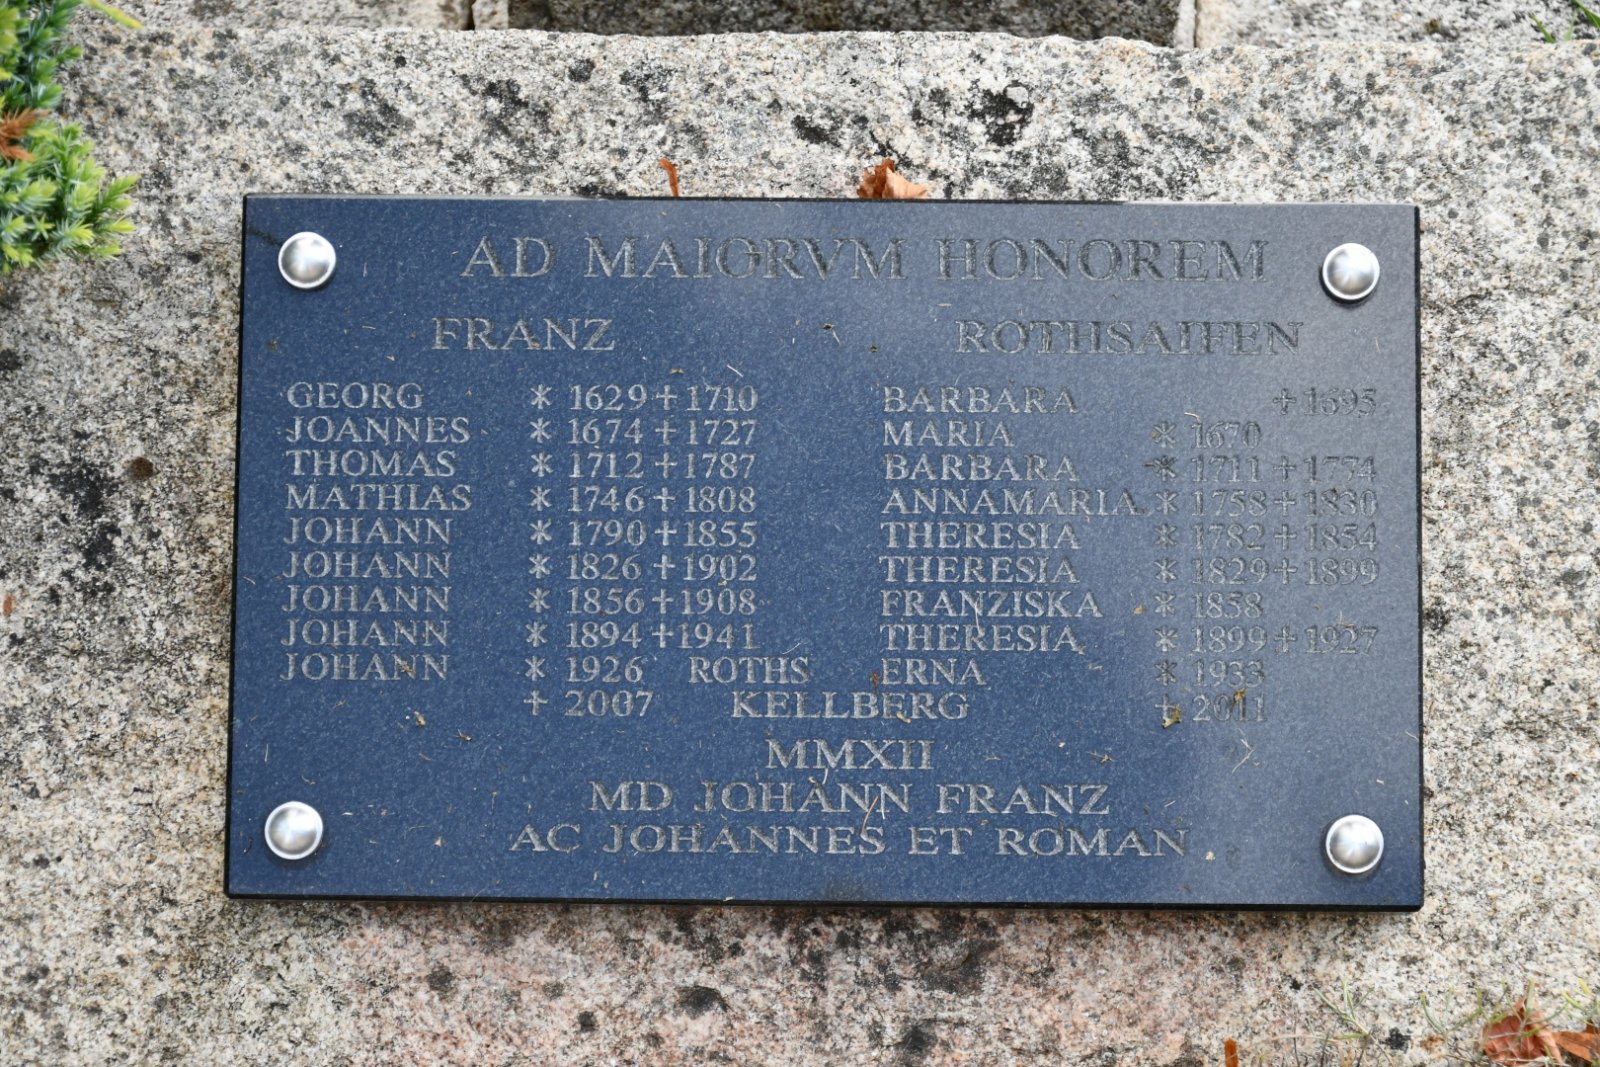 AD MAIORVM HONOREM
FRANZ ROTHSAIFEN
GEORG * 1629 + 1710 BARBARA + 1695
JOANNES * 1674 + 1727 MARIA * 1670
THOMAS * 1712 + 1787 BARBARA * 1711 + 1774
MATHIAS * 1746 + 1808 ANNAMARIA * 1758 + 1830
JOHANN * 1790 + 1855 THERESIA * 1782 + 1854
JOHANN * 1826 + 1902 THERESIA * 1829 + 1899
JOHANN * 1856 + 1908 FRANZISKA * 1858
JOHANN * 1894 + 1941 THERESIA * 1899 + 1927
JOHANN * 1926 ROTHS ERNA * 1933
+ 2007 KELLBERG + 2011
MMXII
MD JOHANN FRANZ
AC JOHANNES ET ROMAN